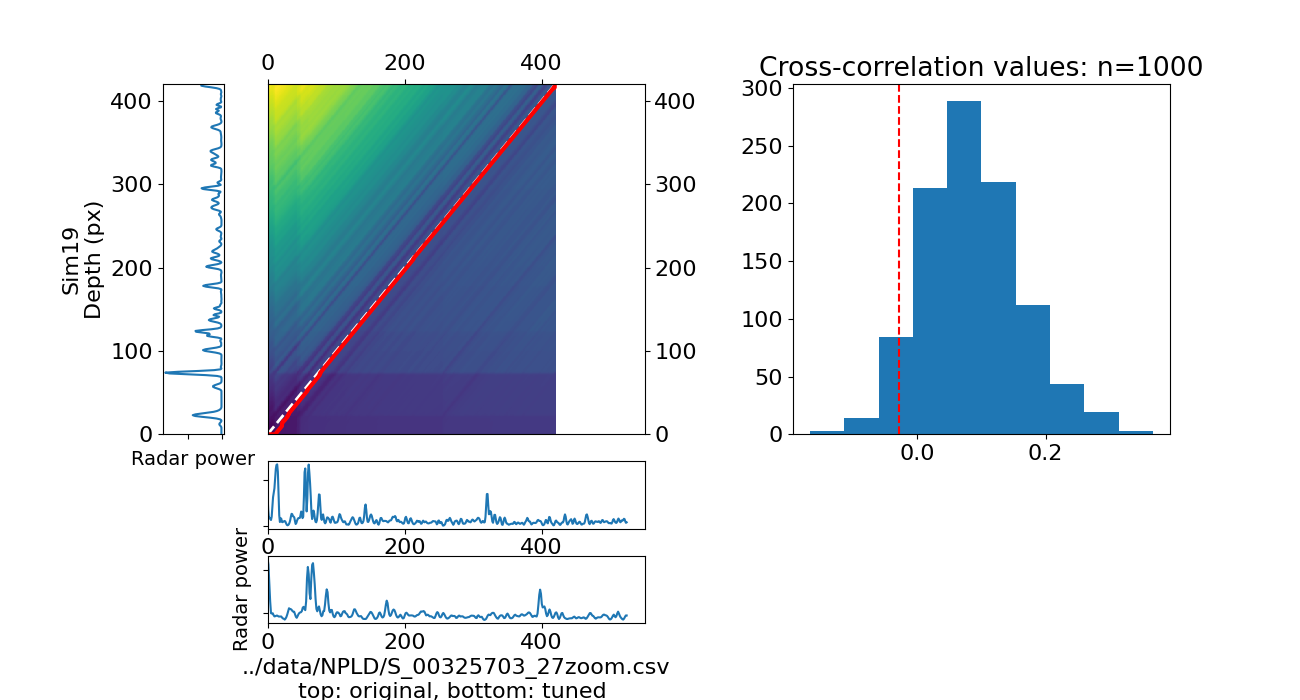 0 200 400
Cross-correlation values: n=1000
400
300
200
100
0
Sim19
Depth (px)
Radar power
400
300
200
100
0
300
250
200
150
100
50
0
0.0 0.2
0 200 400
Radar power
0 200 400
../data/NPLD/S_00325703_27zoom.csv
top: original, bottom: tuned